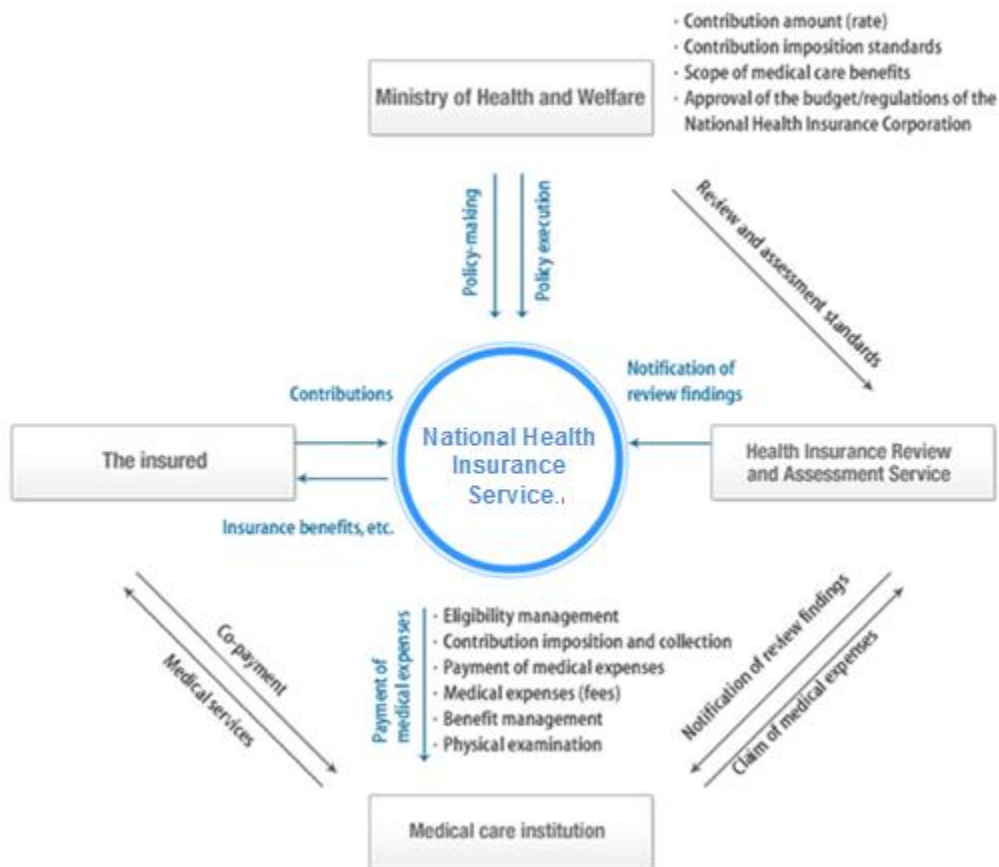 · Contribution amount (rate)
· Contribution imposition standards
· Scope of medical care benefits
· Approval of the budget/regulations of the
National Health Insurance Corporation
Ministry of Health and Welfare
Policy-making
Policy execution
Review and assessment standards
Contributions
Notification of
review findings
The insured
National Health
Insurance
Service..
Health Insurance Review
and Assessment Service
Insurance benefits, etc.
Co-payment
Medical services
Payment of
medical expenses
· Eligibility management
· Contribution imposition and collection
· Payment of medical expenses
· Medical expenses (fees)
· Benefit management
· Physical examination
Notification of review findings
Claim of medical expenses
Medical care institution